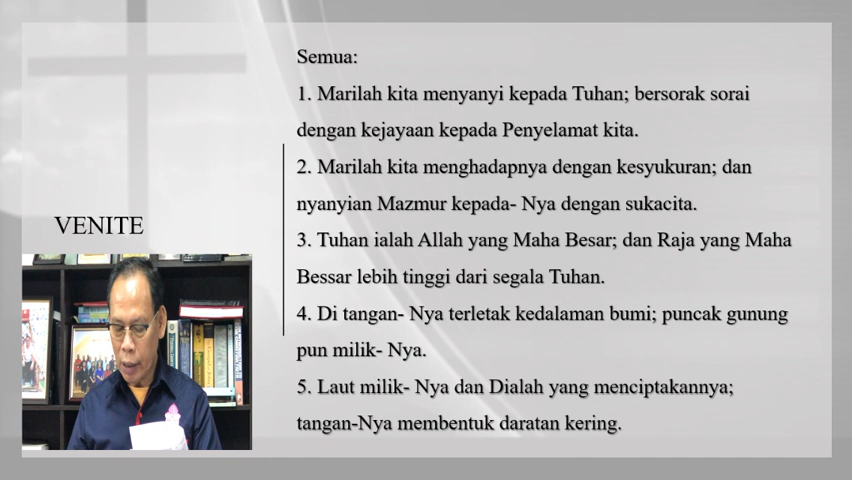 VENITE
Semua:
1. Marilah kita menyanyi kepada Tuhan; bersorak sorai
dengan kejayaan kepada Penyelamat kita.
2. Marilah kita menghadapnya dengan kesyukuran; dan
nyanyian Mazmur kepada- Nya dengan sukacita.
3. Tuhan ialah Allah yang Maha Besar; dan Raja yang Maha
Bessar lebih tinggi dari segala Tuhan.
4. Di tangan- Nya terletak kedalaman bumi; puncak gunung
pun milik- Nya.
5. Laut milik- Nya dan Dialah yang menciptakannya;
tangan-Nya membentuk daratan kering.